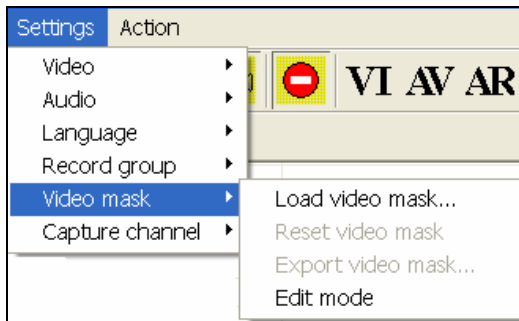 Settings Action
Video
VI AV AR
Audio
Language
Record group
Video mask
Load video mask...
Capture channel
Reset video mask
Export video mask...
Edit mode